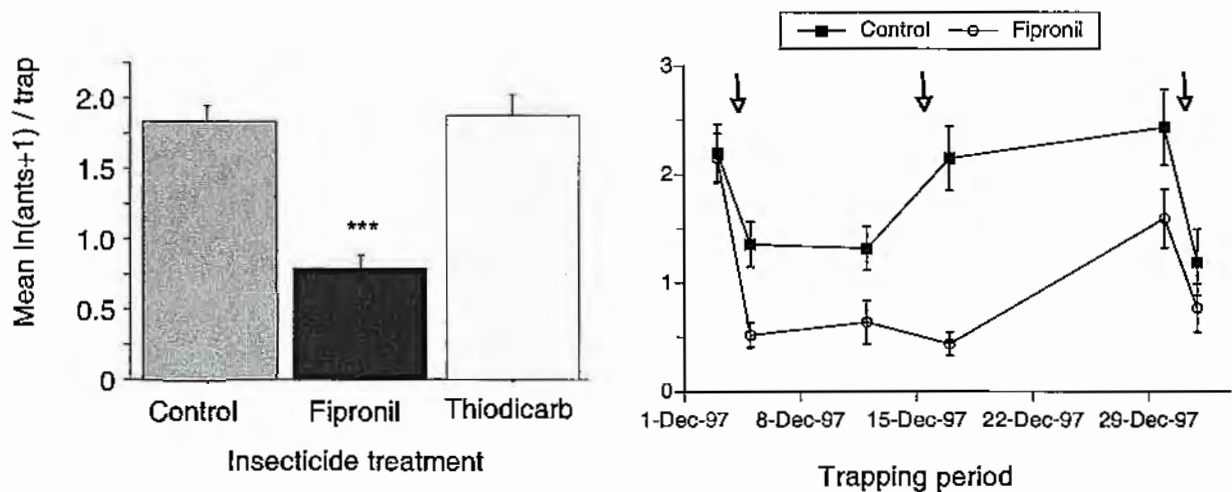 Mean ln(ants+1) / trap
2.0
1.5
1.0
0.5
0
***
Control Fipronil Thiodicarb
Insecticide treatment
Control Fipronil
3
2
1
0
1-Dec-97 8-Dec-97 15-Dec-97 22-Dec-97 29-Dec-97
Trapping period